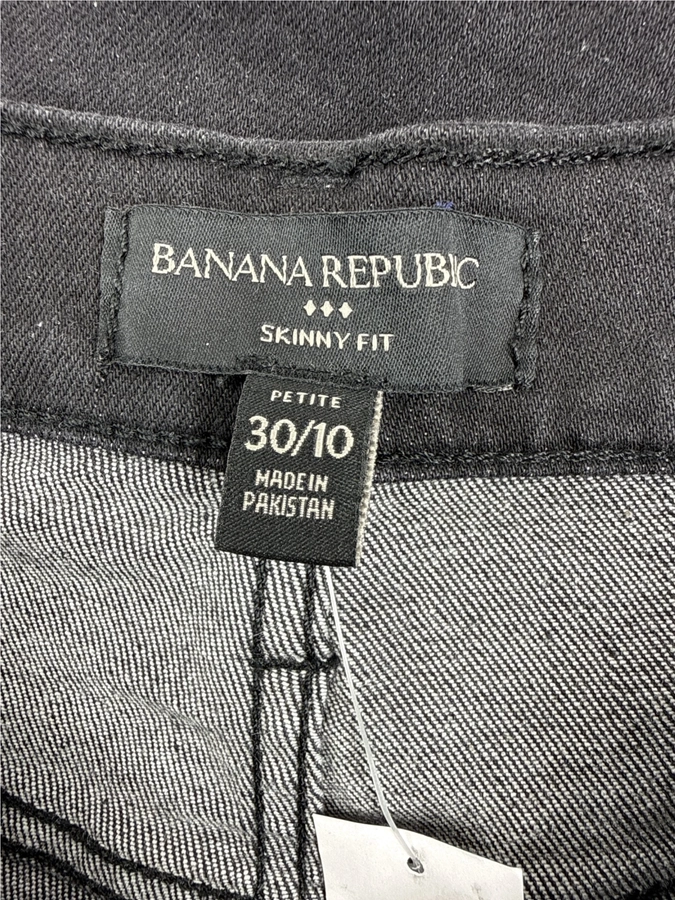 BANANA REPUBLIC
SKINNY FIT
PETITE
30/10
MADE IN
PAKISTAN